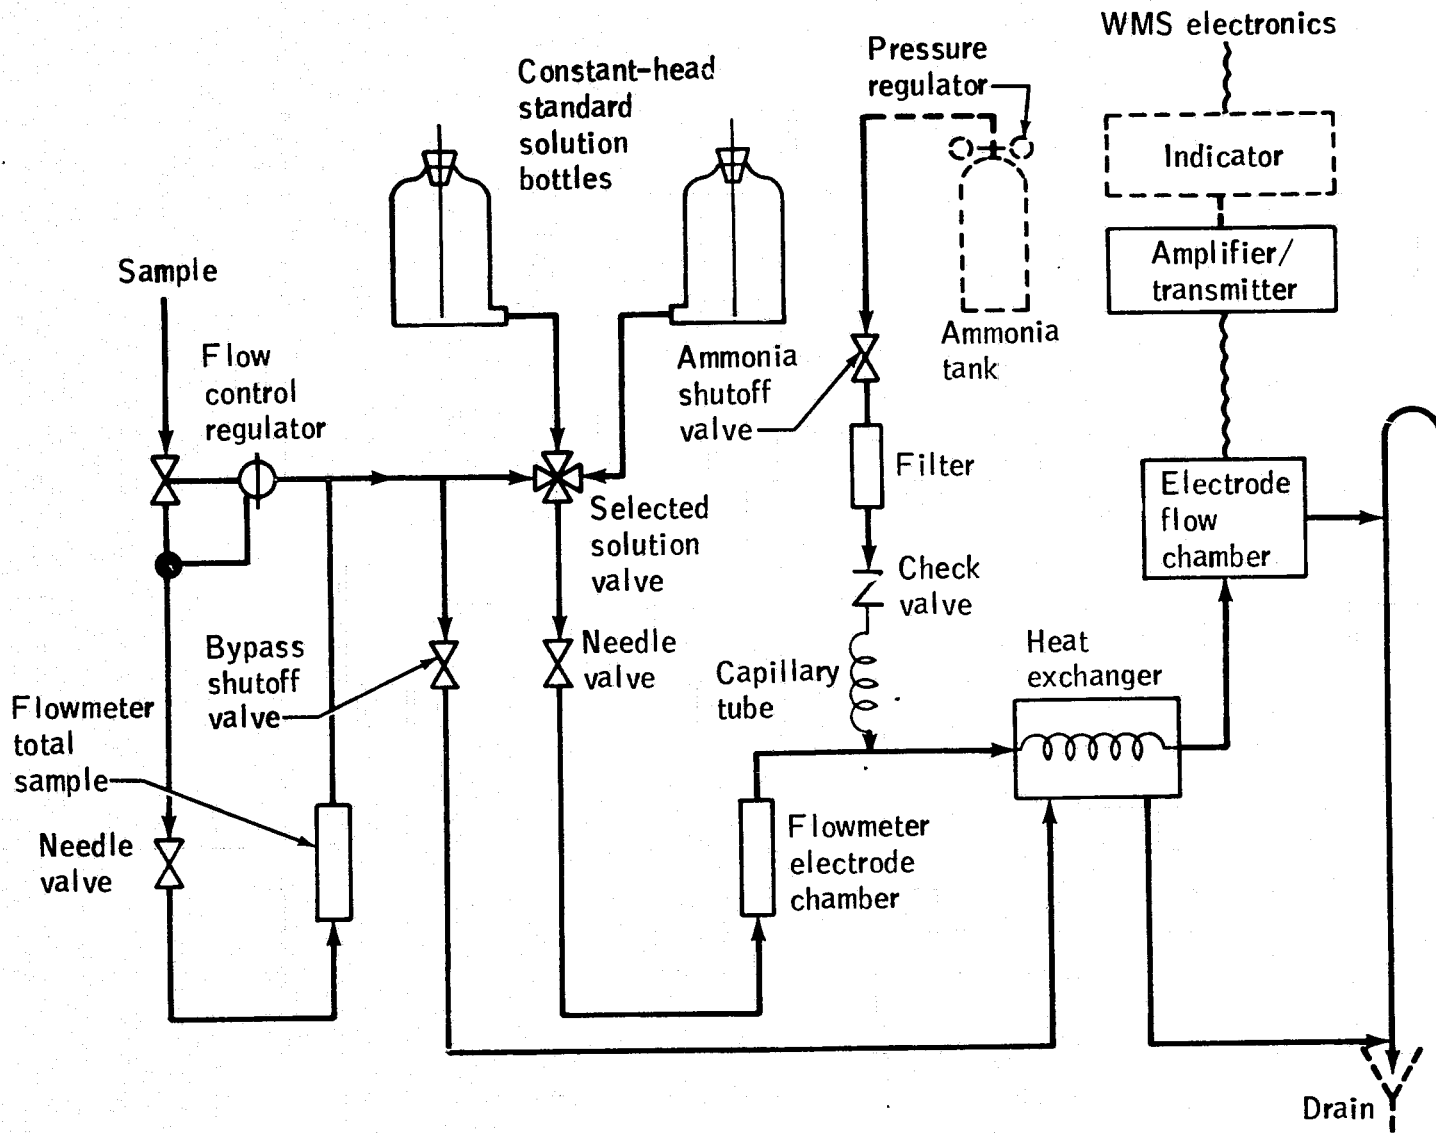 WMS electronics
Pressure
regulator
Constant-head
standard
solution
bottles
Indicator
Amplifier/
transmitter
Sample
Ammonia
tank
Flow
control
regulator
Ammonia
shutoff
valve
Filter
Electrode
flow
chamber
Selected
solution
valve
Check
valve
Bypass
shutoff
valve
Needle
valve
Capillary
tube
Heat
exchanger
Flowmeter
total
sample
Needle
valve
Flowmeter
electrode
chamber
Drain